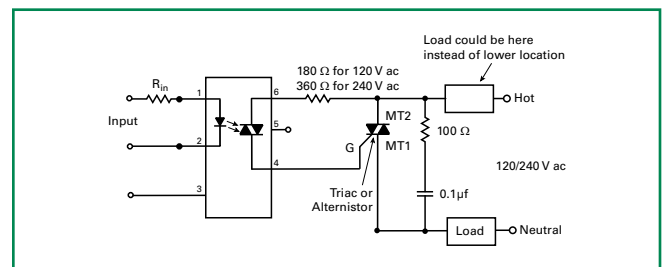 Load could be here
instead of lower location
180 Ω for 120 V ac
360 Ω for 240 V ac
Rin
1
6
Hot
Input
5
MT2
100 Ω
G
MT1
2
4
120/240 V ac
3
Triac or
Alternistor
0.1µf
Load
Neutral